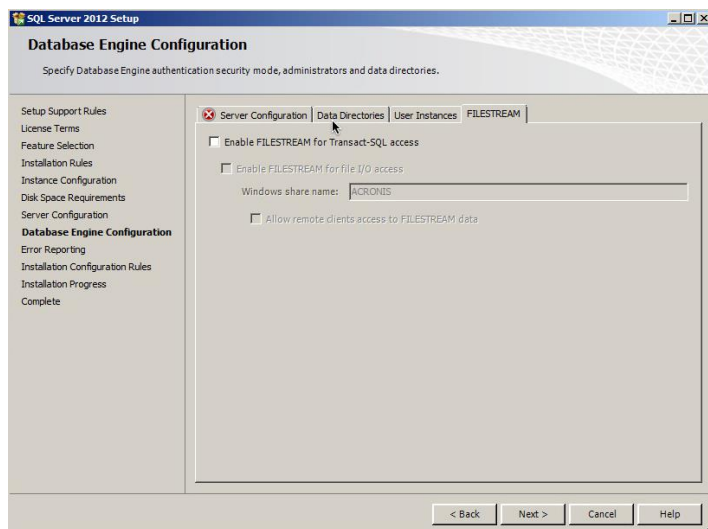 SQL Server 2012 Setup
Database Engine Configuration
Specify Database Engine authentication security mode, administrators and data directories.
Setup Support Rules
License Terms
Feature Selection
Installation Rules
Instance Configuration
Disk Space Requirements
Server Configuration
Database Engine Configuration
Error Reporting
Installation Configuration Rules
Installation Progress
Complete
Server Configuration Data Directories User Instances FILESTREAM
Enable FILESTREAM for Transact-SQL access
Enable FILESTREAM for file I/O access
Windows share name: ACRONIS
Allow remote clients access to FILESTREAM data
< Back Next > Cancel Help